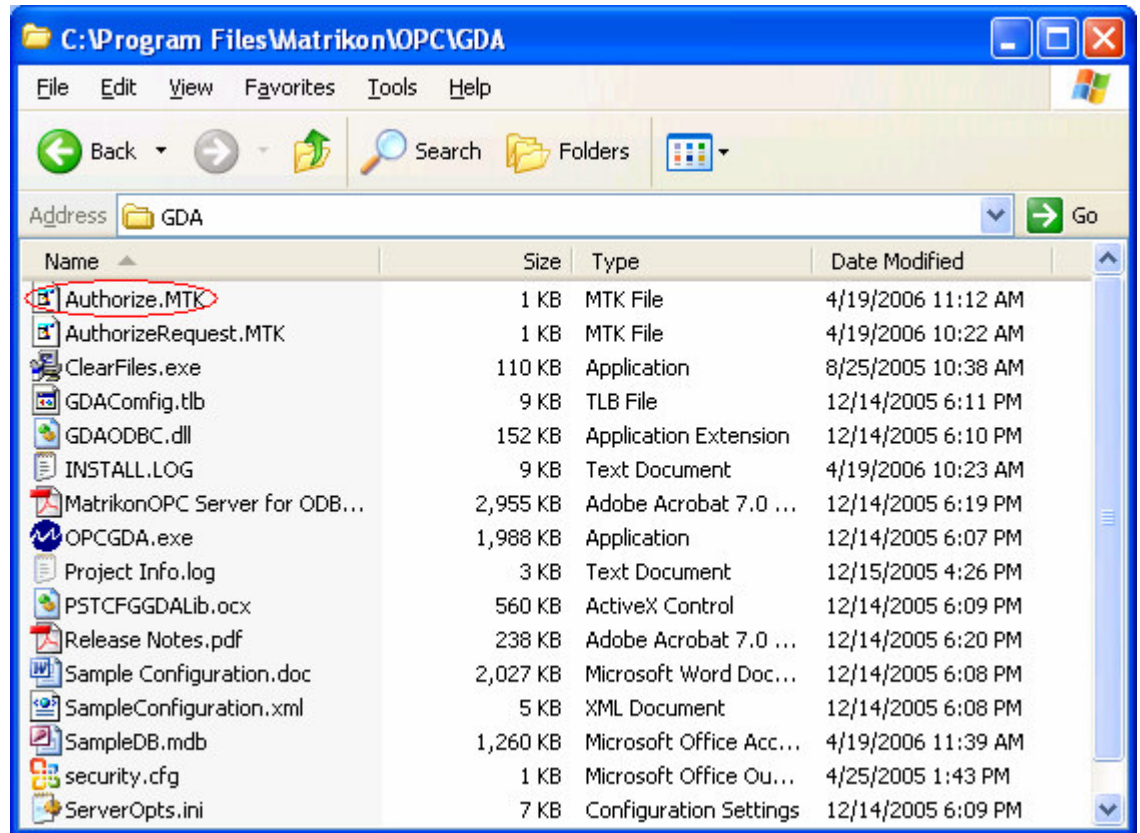 C:\Program Files\Matrikon\OPC\GDA
File Edit View Favorites Tools Help
Back Search Folders
Address GDA Go
Name Size Type Date Modified
Authorize.MTK 1 KB MTK File 4/19/2006 11:12 AM
AuthorizeRequest.MTK 1 KB MTK File 4/19/2006 10:22 AM
ClearFiles.exe 110 KB Application 8/25/2005 10:38 AM
GDAComfig.tlb 9 KB TLB File 12/14/2005 6:11 PM
GDAODBC.dll 152 KB Application Extension 12/14/2005 6:10 PM
INSTALL.LOG 9 KB Text Document 4/19/2006 10:23 AM
MatrikonOPC Server for ODB... 2,955 KB Adobe Acrobat 7.0 ... 12/14/2005 6:19 PM
OPCGDA.exe 1,988 KB Application 12/14/2005 6:07 PM
Project Info.log 3 KB Text Document 12/15/2005 4:26 PM
PSTCFGGDALib.ocx 560 KB ActiveX Control 12/14/2005 6:09 PM
Release Notes.pdf 238 KB Adobe Acrobat 7.0 ... 12/14/2005 6:20 PM
Sample Configuration.doc 2,027 KB Microsoft Word Doc... 12/14/2005 6:08 PM
SampleConfiguration.xml 5 KB XML Document 12/14/2005 6:08 PM
SampleDB.mdb 1,260 KB Microsoft Office Acc... 4/19/2006 11:39 AM
security.cfg 1 KB Microsoft Office Ou... 4/25/2005 1:43 PM
ServerOpts.ini 7 KB Configuration Settings 12/14/2005 6:09 PM